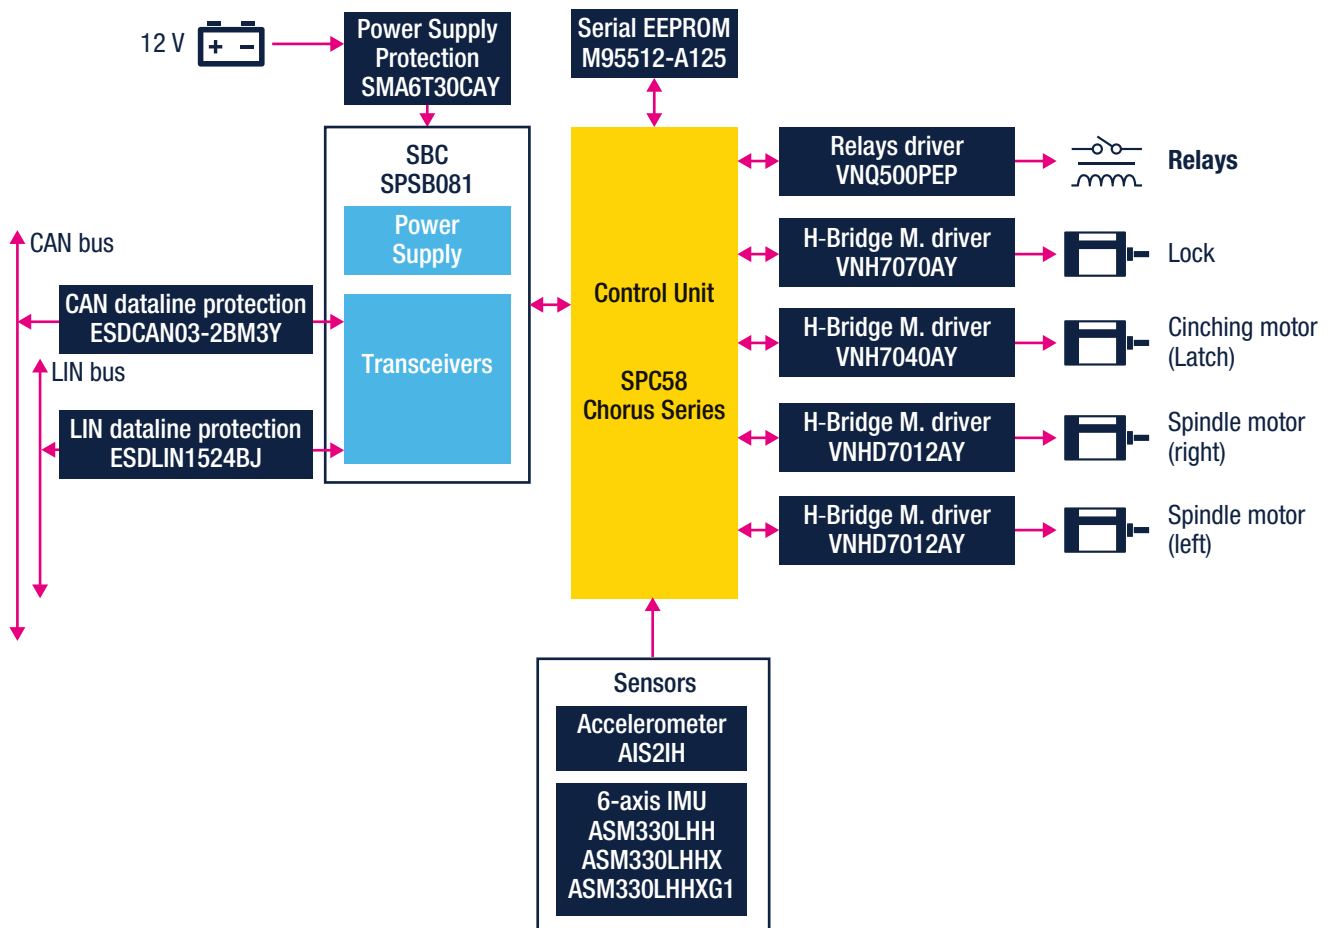 12 V
+ −
Power Supply
Protection
SMA6T30CAY
Serial EEPROM
M95512-A125
SBC
SPSB081
Power
Supply
Transceivers
CAN bus
CAN dataline protection
ESDCAN03-2BM3Y
LIN bus
LIN dataline protection
ESDLIN1524BJ
Control Unit
SPC58
Chorus Series
Relays driver
VNQ500PEP
Relays
H-Bridge M. driver
VNH7070AY
Lock
H-Bridge M. driver
VNH7040AY
Cinching motor
(Latch)
H-Bridge M. driver
VNHD7012AY
Spindle motor
(right)
H-Bridge M. driver
VNHD7012AY
Spindle motor
(left)
Sensors
Accelerometer
AIS2IH
6-axis IMU
ASM330LHH
ASM330LHHX
ASM330LHHXG1